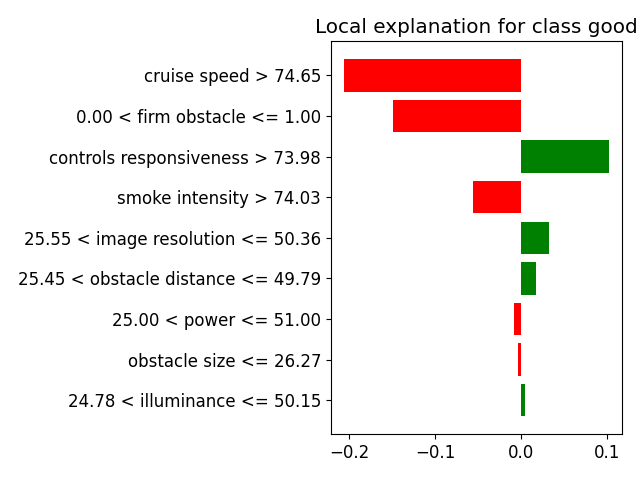 Local explanation for class good
cruise speed > 74.65
0.00 < firm obstacle <= 1.00
controls responsiveness > 73.98
smoke intensity > 74.03
25.55 < image resolution <= 50.36
25.45 < obstacle distance <= 49.79
25.00 < power <= 51.00
obstacle size <= 26.27
24.78 < illuminance <= 50.15
−0.2 −0.1 0.0 0.1